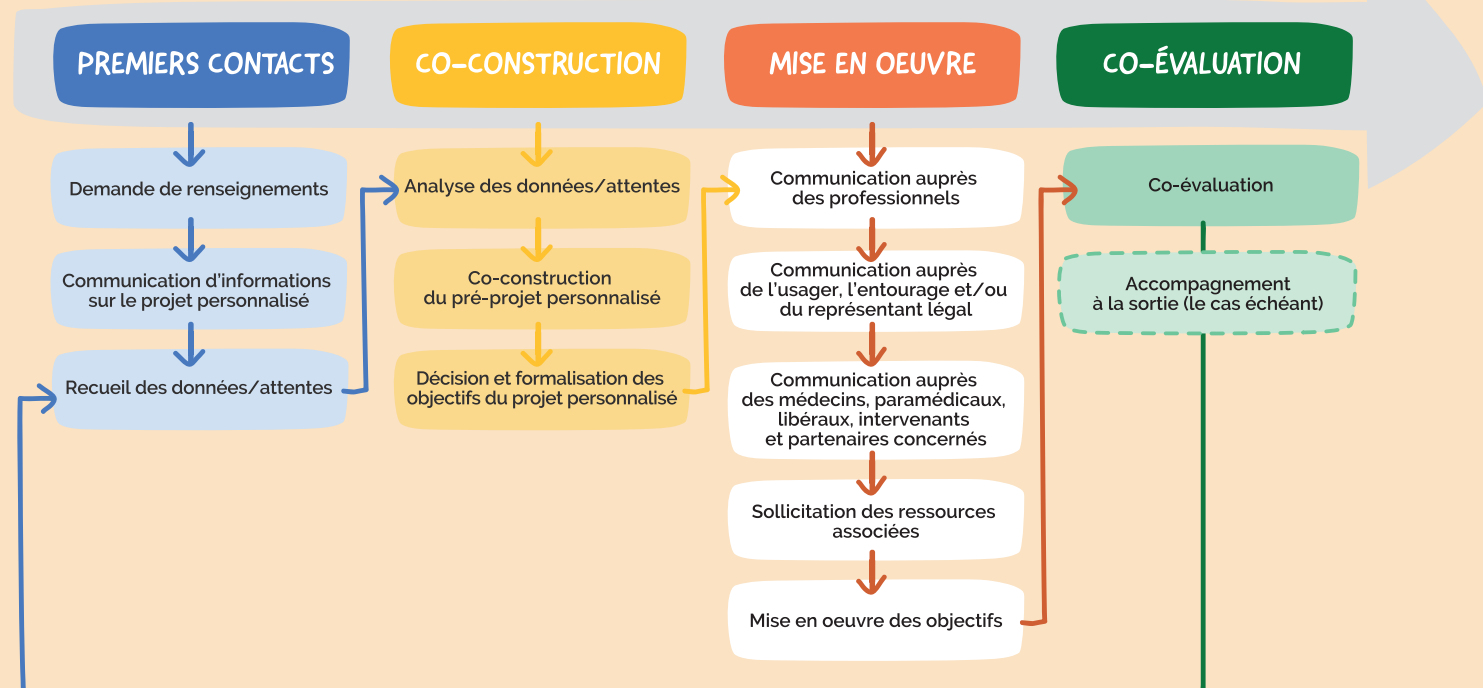 PREMIERS CONTACTS
CO-CONSTRUCTION
MISE EN OEUVRE
CO-ÉVALUATION
Demande de renseignements
Communication d'informations
sur le projet personnalisé
Recueil des données/attentes
Analyse des données/attentes
Co-construction
du pré-projet personnalisé
Décision et formalisation des
objectifs du projet personnalisé
Communication auprès
des professionnels
Communication auprès
de l'usager, l'entourage et/ou
du représentant légal
Communication auprès
des médecins, paramédicaux,
libéraux, intervenants
et partenaires concernés
Sollicitation des ressources
associées
Mise en oeuvre des objectifs
Co-évaluation
Accompagnement
à la sortie (le cas échéant)